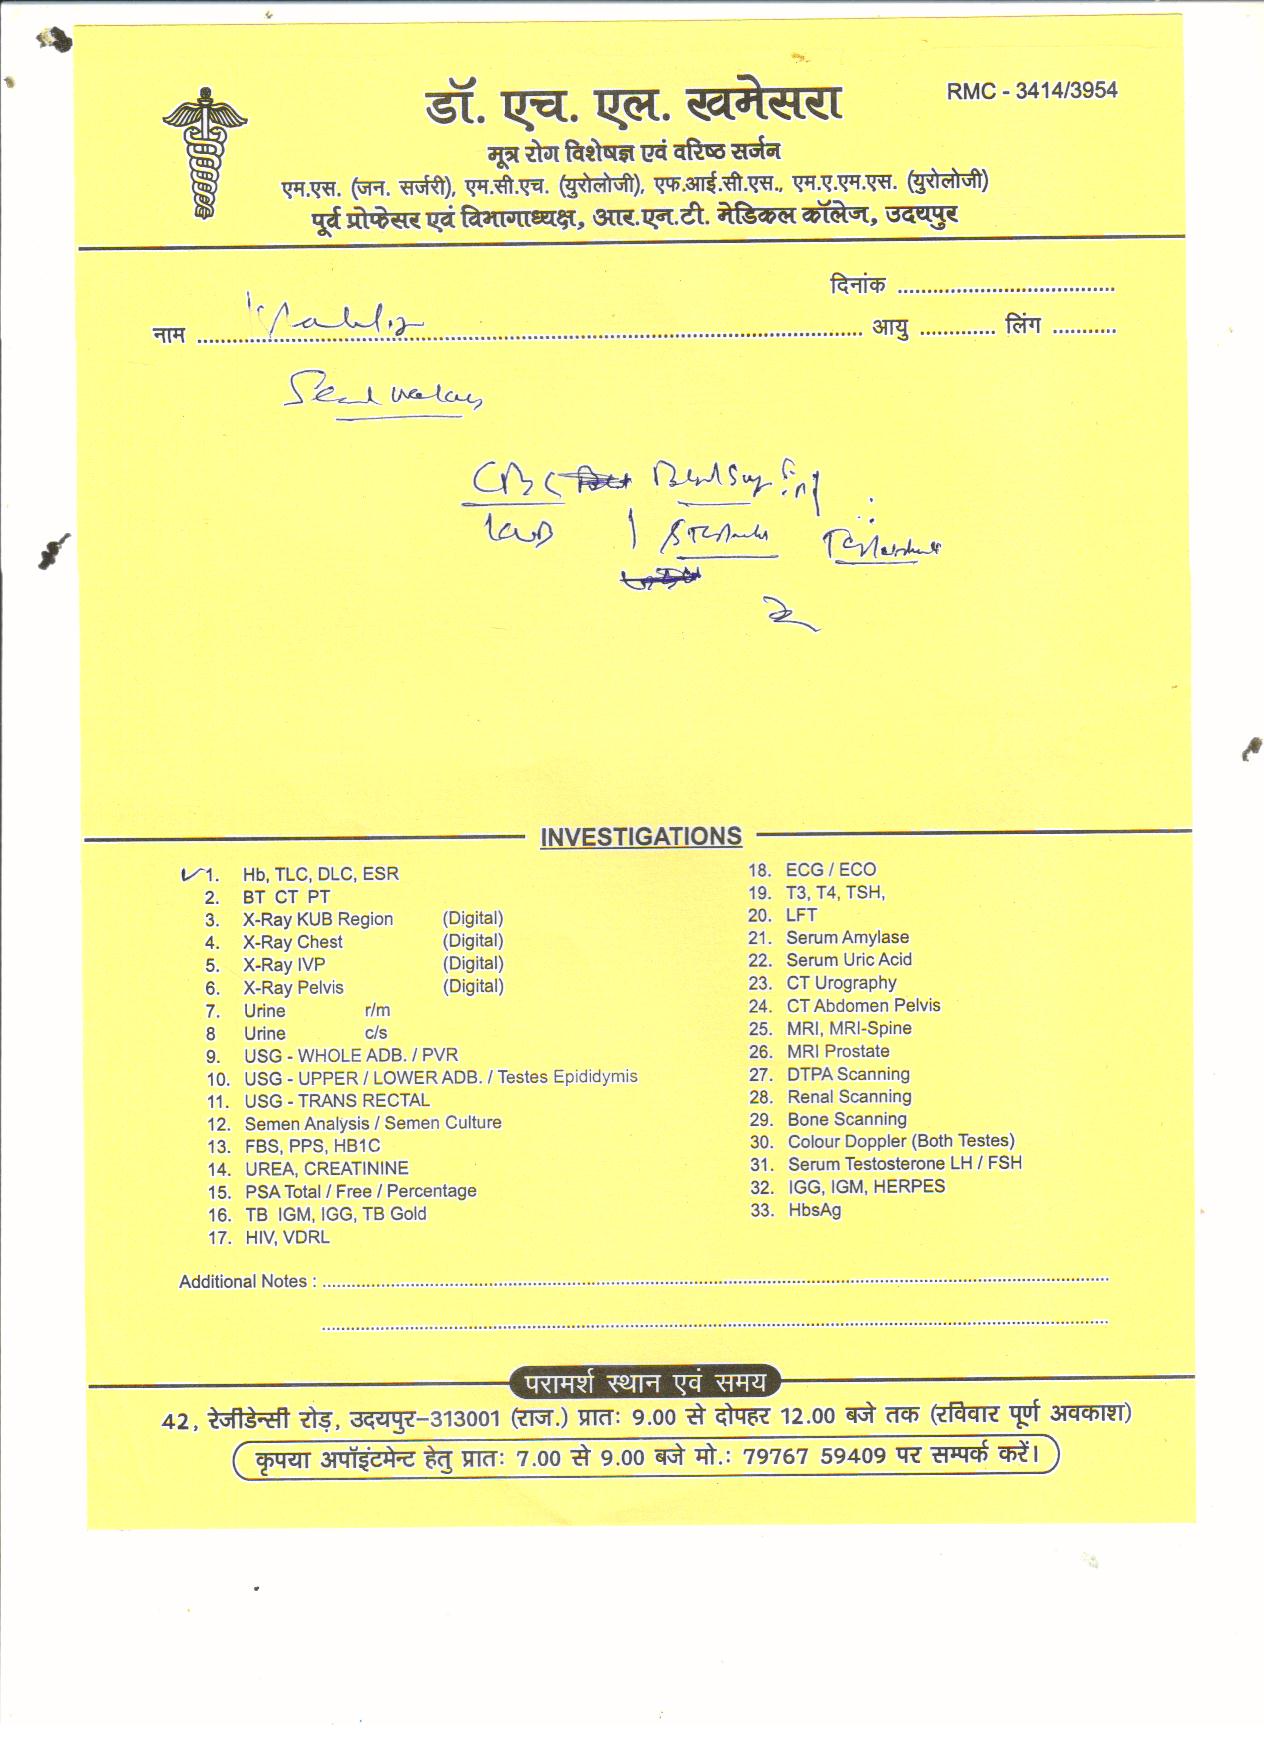 डॉ. एच. एल. खमेसरा
RMC - 3414/3954
मूत्र रोग विशेषज्ञ एवं वरिष्ठ सर्जन
एम.एस. (जन. सर्जरी), एम.सी.एच. (युरोलोजी), एफ.आई.सी.एस., एम.ए.एम.एस. (युरोलोजी)
पूर्व प्रोफेसर एवं विभागाध्यक्ष, आर.एन.टी. मेडिकल कॉलेज, उदयपुर
दिनांक
नाम आयु लिंग
CBC
INVESTIGATIONS
1. Hb, TLC, DLC, ESR
2. BT CT PT
3. X-Ray KUB Region (Digital)
4. X-Ray Chest (Digital)
5. X-Ray IVP (Digital)
6. X-Ray Pelvis (Digital)
7. Urine r/m
8 Urine c/s
9. USG - WHOLE ADB. / PVR
10. USG - UPPER / LOWER ADB. / Testes Epididymis
11. USG - TRANS RECTAL
12. Semen Analysis / Semen Culture
13. FBS, PPS, HB1C
14. UREA, CREATININE
15. PSA Total / Free / Percentage
16. TB IGM, IGG, TB Gold
17. HIV, VDRL
18. ECG / ECO
19. T3, T4, TSH,
20. LFT
21. Serum Amylase
22. Serum Uric Acid
23. CT Urography
24. CT Abdomen Pelvis
25. MRI, MRI-Spine
26. MRI Prostate
27. DTPA Scanning
28. Renal Scanning
29. Bone Scanning
30. Colour Doppler (Both Testes)
31. Serum Testosterone LH / FSH
32. IGG, IGM, HERPES
33. HbsAg
Additional Notes :
परामर्श स्थान एवं समय
42, रेजीडेन्सी रोड़, उदयपुर-313001 (राज.) प्रातः 9.00 से दोपहर 12.00 बजे तक (रविवार पूर्ण अवकाश)
कृपया अपॉइंटमेन्ट हेतु प्रातः 7.00 से 9.00 बजे मो.: 79767 59409 पर सम्पर्क करें।